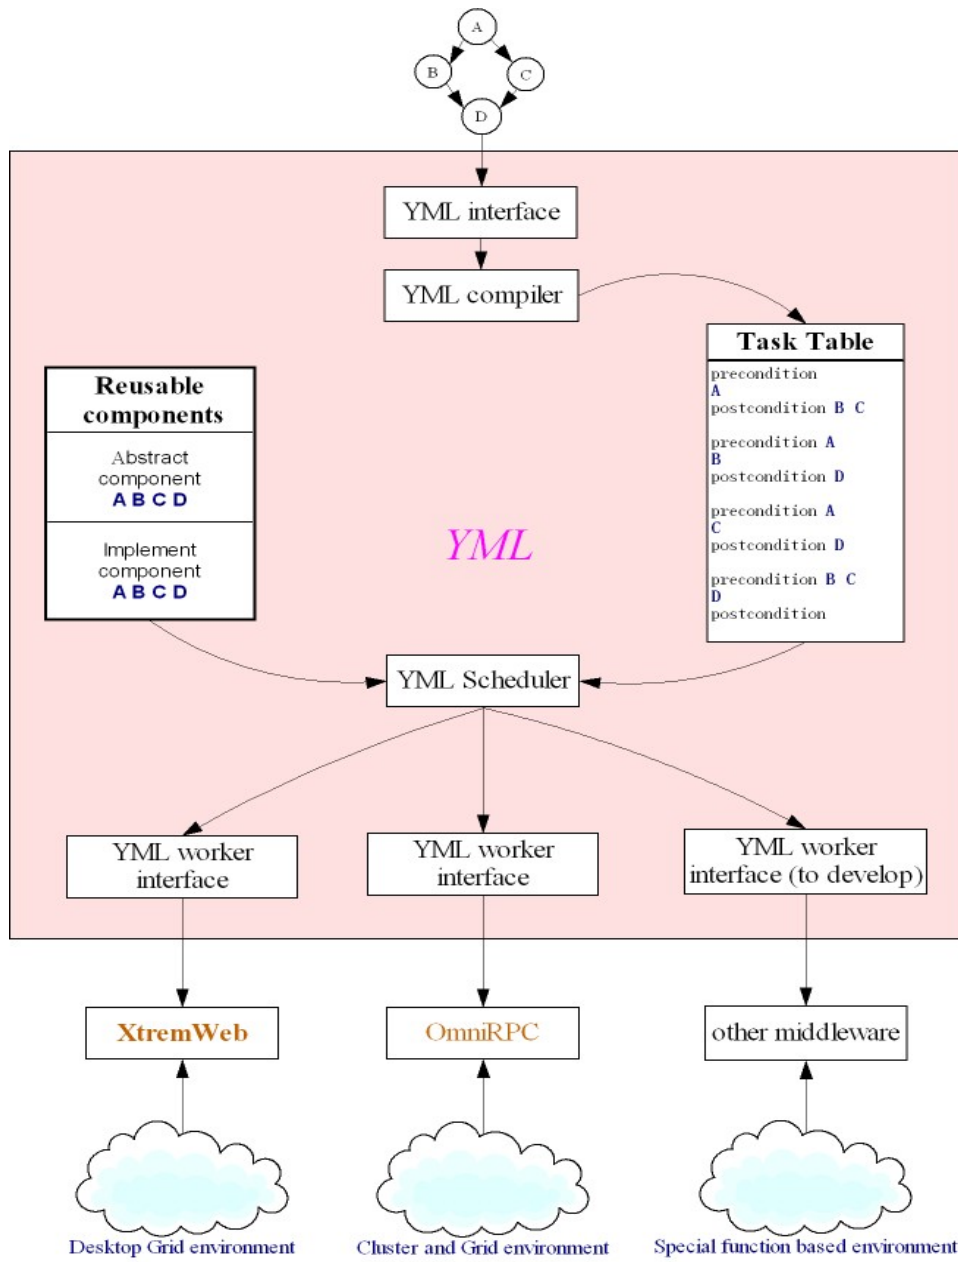 A
B
C
D
YML interface
YML compiler
Task Table
precondition
A
postcondition B C
precondition A
B
postcondition D
precondition A
C
postcondition D
precondition B C
D
postcondition
Reusable
components
Abstract
component
A B C D
Implement
component
A B C D
YML
YML Scheduler
YML worker
interface
YML worker
interface
YML worker
interface (to develop)
XtremWeb
OmniRPC
other middleware
Desktop Grid environment
Cluster and Grid environment
Special function based environment